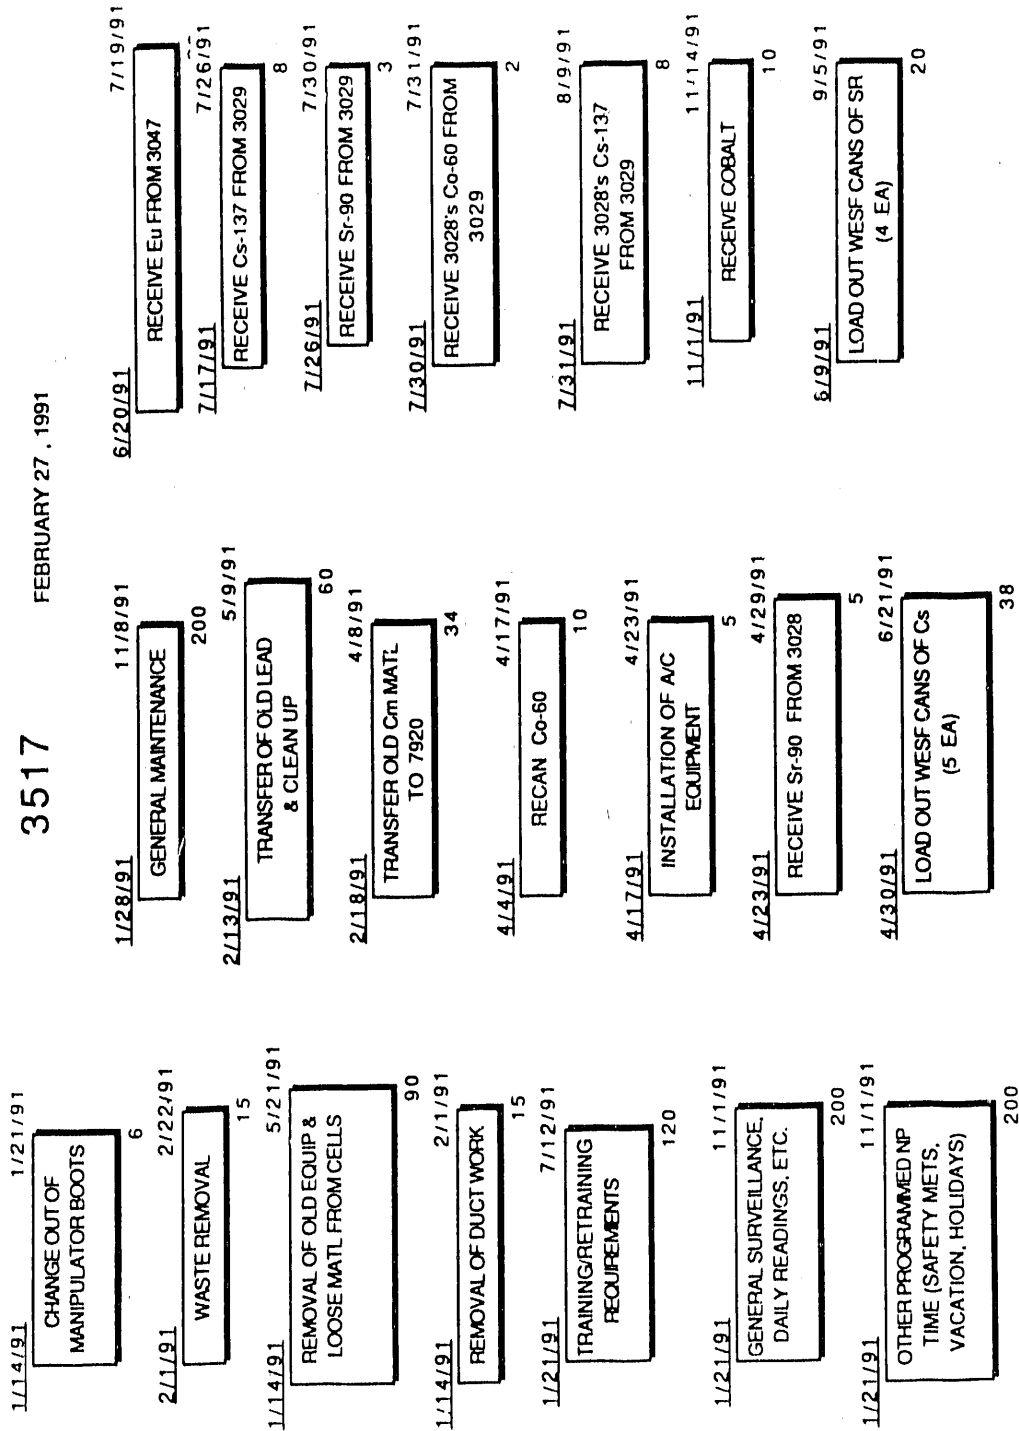 3517
FEBRUARY 27, 1991
1/14/91 1/21/91
CHANGE OUT OF
MANIPULATOR BOOTS
6
2/1/91 2/22/91
WASTE REMOVAL
15
1/14/91 5/21/91
REMOVAL OF OLD EQUIP &
LOOSE MATL FROM CELLS
90
1/14/91 2/1/91
REMOVAL OF DUCT WORK
15
1/21/91 7/12/91
TRAINING/RETRAINING
REQUIREMENTS
120
1/21/91 11/1/91
GENERAL SURVEILLANCE,
DAILY READINGS, ETC.
200
1/21/91 11/1/91
OTHER PROGRAMMED NP
TIME (SAFETY METS,
VACATION, HOLIDAYS)
200
1/28/91 11/8/91
GENERAL MAINTENANCE
200
2/13/91 5/9/91
TRANSFER OF OLD LEAD
& CLEAN UP
60
2/18/91 4/8/91
TRANSFER OLD Cm MATL
TO 7920
34
4/4/91 4/17/91
RECAN Co-60
10
4/17/91 4/23/91
INSTALLATION OF A/C
EQUIPMENT
5
4/23/91 4/29/91
RECEIVE Sr-90 FROM 3028
5
4/30/91 6/21/91
LOAD OUT WESF CANS OF Cs
(5 EA)
38
6/20/91 7/19/91
RECEIVE Eu FROM 3047
7/17/91 7/26/91
RECEIVE Cs-137 FROM 3029
8
7/26/91 7/30/91
RECEIVE Sr-90 FROM 3029
3
7/30/91 7/31/91
RECEIVE 3028's Co-60 FROM
3029
2
7/31/91 8/9/91
RECEIVE 3028's Cs-137
FROM 3029
8
11/1/91 11/14/91
RECEIVE COBALT
10
9/5/91
LOAD OUT WESF CANS OF SR
(4 EA)
20